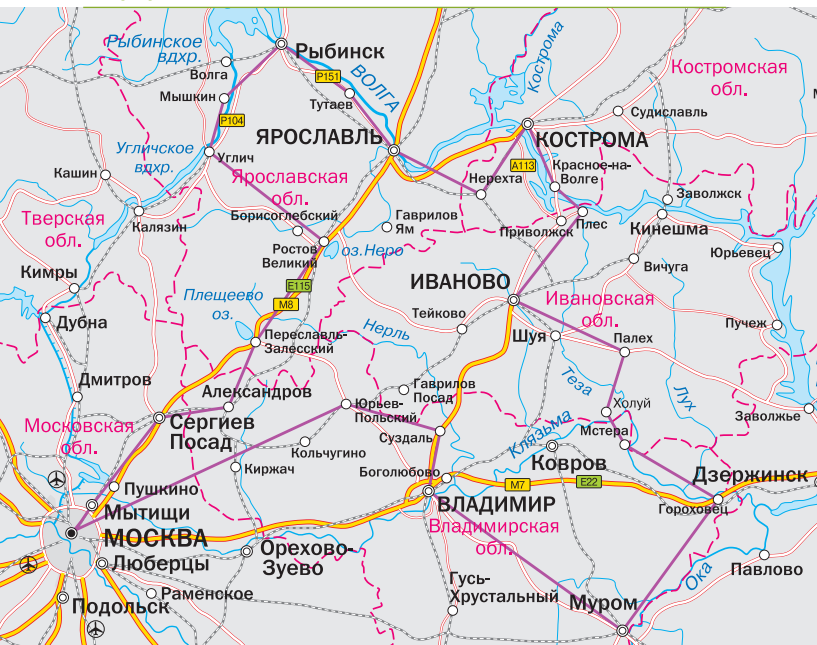 Рыбинское
вдхр.
Рыбинск
Волга
Мышкин
Р151
Тутаев
ВОЛГА
Р104
Кострома
Костромская
обл.
Судиславль
ЯРОСЛАВЛЬ
КОСТРОМА
Угличское
вдхр.
Углич
Кашин
Ярославская
обл.
А113
Красное-на-
Волге
Нерехта
Заволжск
Тверская
обл.
Калязин
Борисоглебский
Гаврилов
Ям
Приволжск
Плес
Кинешма
Ростов
Великий
оз.Неро
Юрьевец
Вичуга
Кимры
ИВАНОВО
Е115
М8
Плещеево
оз.
Ивановская
обл.
Дубна
Тейково
Нерль
Шуя
Пучеж
Палех
Переславль-
Залесский
Дмитров
Александров
Гаврилов
Посад
Теза
Лух
Юрьев-
Польский
Холуй
Заволжье
Московская
обл.
Сергиев
Посад
Суздаль
Клязьма
Мстера
Кольчугино
Киржач
Боголюбово
Ковров
Дзержинск
Пушкино
М7
Е22
Гороховец
Мытищи
ВЛАДИМИР
Владимирская
обл.
МОСКВА
Люберцы
Орехово-
Зуево
Ока
Павлово
Гусь-
Хрустальный
Раменское
Подольск
Муром